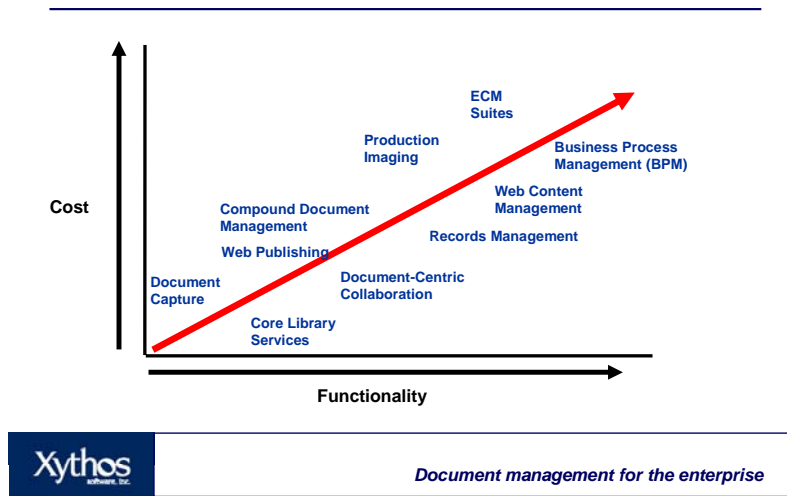 ECM
Suites
Production
Imaging
Business Process
Management (BPM)
Web Content
Management
Cost
Compound Document
Management
Records Management
Web Publishing
Document-Centric
Collaboration
Document
Capture
Core Library
Services
Functionality
Xythos
software, inc.
Document management for the enterprise